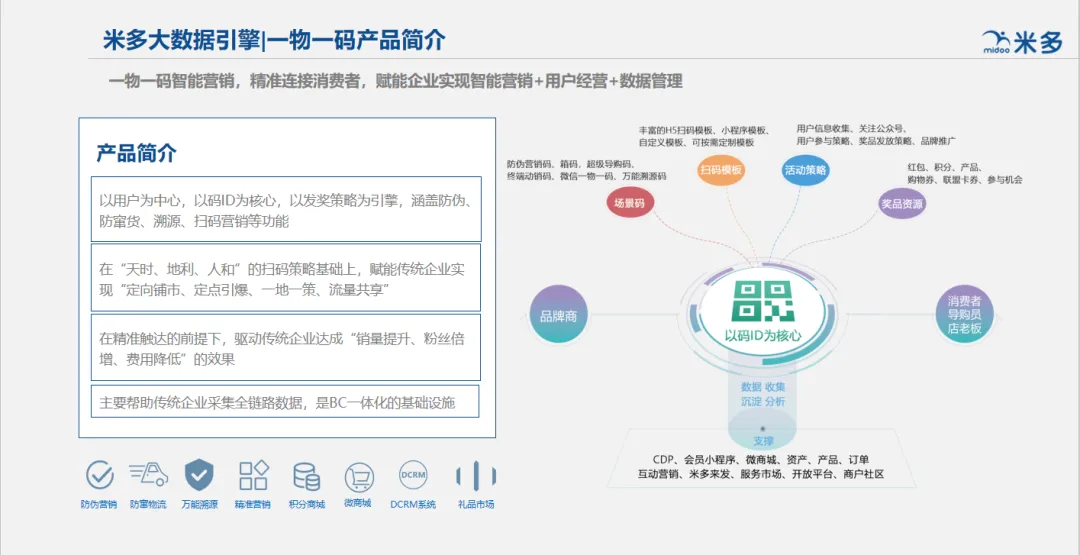 米多大数据引擎|一物一码产品简介
midoo 米多
一物一码智能营销，精准连接消费者，赋能企业实现智能营销+用户经营+数据管理
产品简介
以用户为中心，以码ID为核心，以发奖策略为引擎，涵盖防伪、
防窜货、溯源、扫码营销等功能
在“天时、地利、人和”的扫码策略基础上，赋能传统企业实
现“定向铺市、定点引爆、一地一策、流量共享”
在精准触达的前提下，驱动传统企业达成“销量提升、粉丝倍
增、费用降低”的效果
主要帮助传统企业采集全链路数据，是BC一体化的基础设施
防伪营销
防窜物流
万能溯源
精准营销
积分商城
微商城
DCRM
DCRM系统
礼品市场
防伪营销码、箱码、超级导购码、
终端动销码、微信一物一码、万能溯源码
场景码
丰富的H5扫码模板、小程序模板、
自定义模板、可按需定制模板
扫码模板
用户信息收集、关注公众号、
用户参与策略、奖品发放策略、品牌推广
活动策略
红包、积分、产品、
购物券、联盟卡券、参与机会
奖品资源
品牌商
以码ID为核心
消费者
导购员
店老板
数据 收集
沉淀 分析
支撑
CDP、会员小程序、微商城、资产、产品、订单
互动营销、米多来发、服务市场、开放平台、商户社区